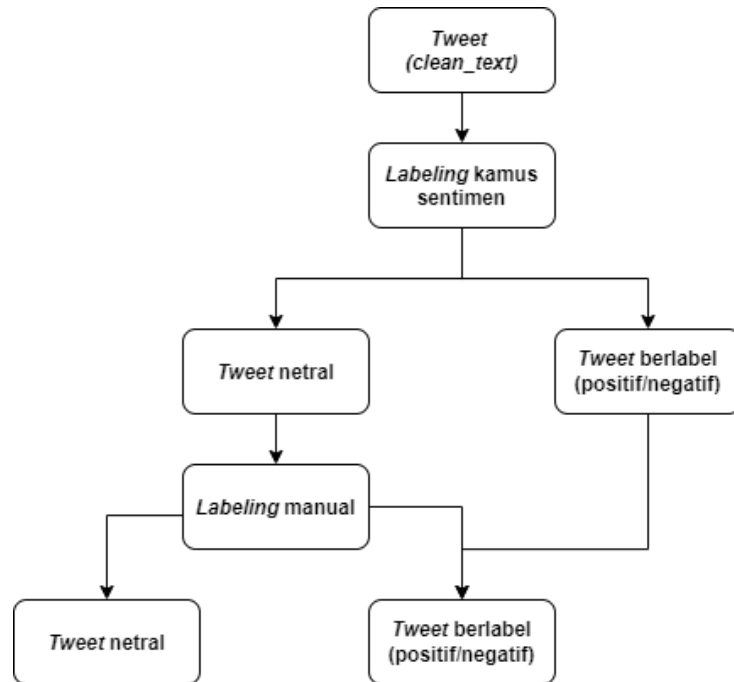 Tweet
(clean_text)
Labeling kamus
sentimen
Tweet netral
Tweet berlabel
(positif/negatif)
Labeling manual
Tweet netral
Tweet berlabel
(positif/negatif)